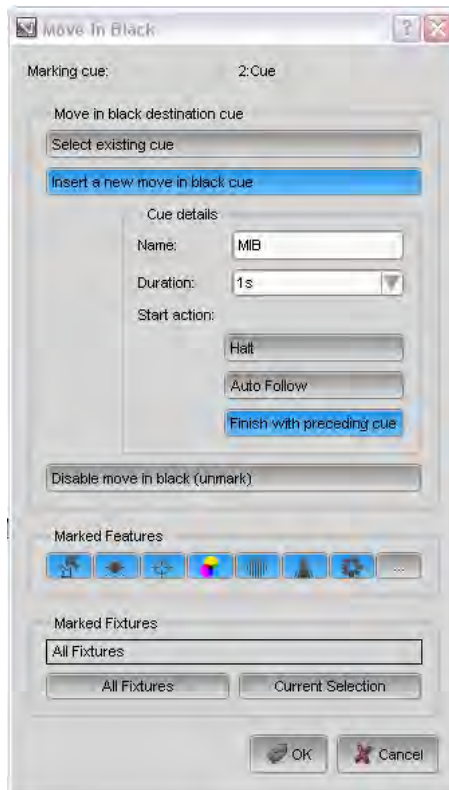 Move In Black
Marking cue: 2:Cue
Move in black destination cue
Select existing cue
Insert a new move in black cue
Cue details
Name: MIB
Duration: 1s
Start action:
Halt
Auto Follow
Finish with preceding cue
Disable move in black (unmark)
Marked Features
...
Marked Fixtures
All Fixtures
All Fixtures Current Selection
OK Cancel